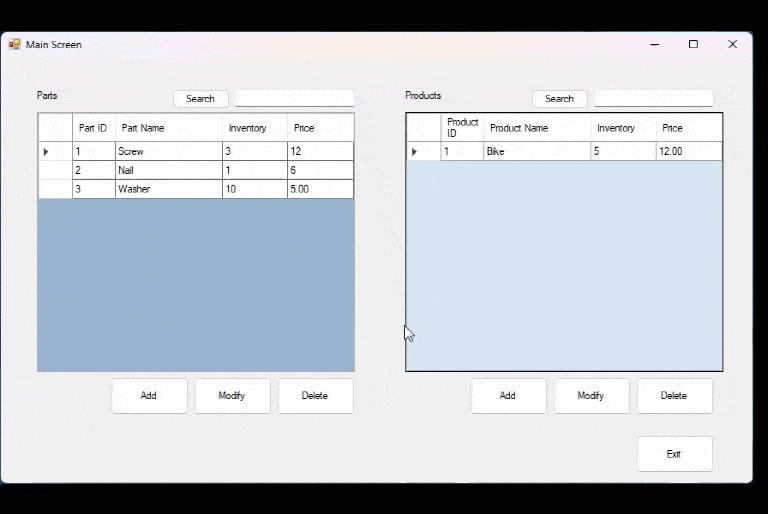 Main Screen
Parts Search
Part ID Part Name Inventory Price
1 Screw 3 12
2 Nail 1 6
3 Washer 10 5.00
Add Modify Delete
Products Search
Product ID Product Name Inventory Price
1 Bike 5 12.00
Add Modify Delete
Exit